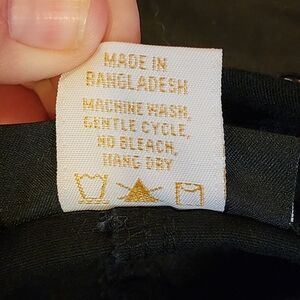 MADE IN
BANGLADESH
MACHINE WASH,
GENTLE CYCLE,
NO BLEACH,
HANG DRY